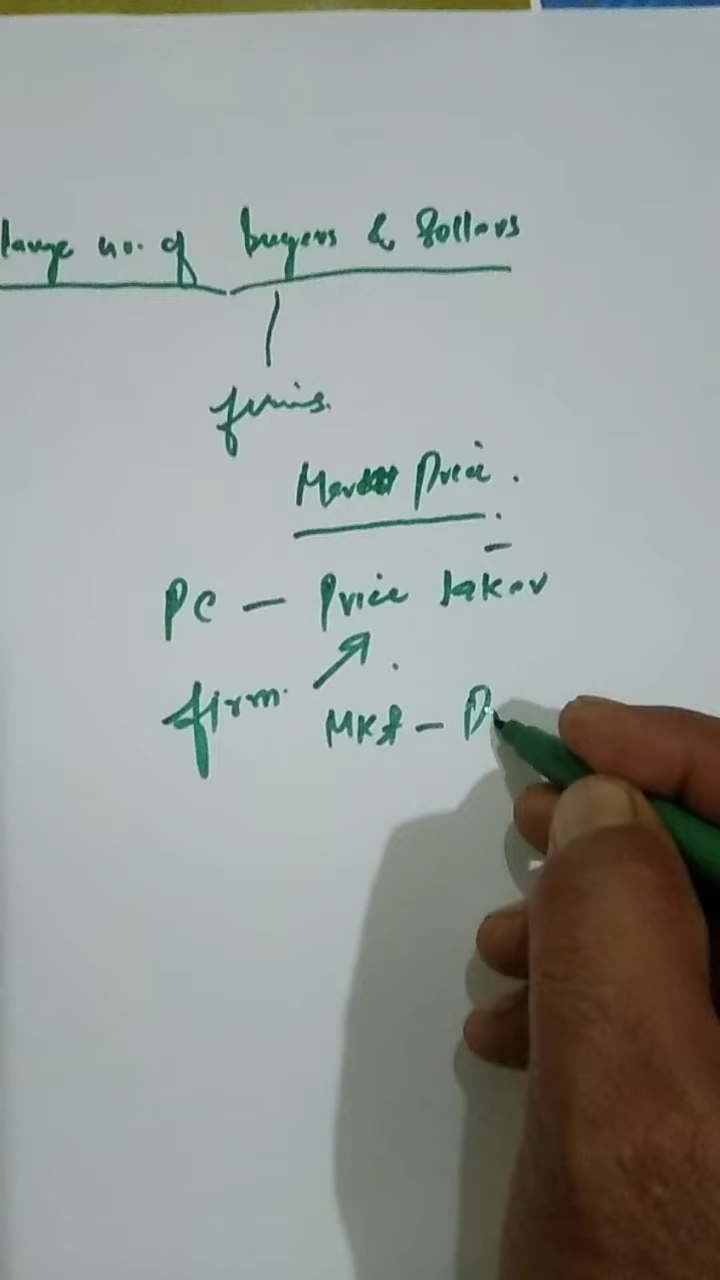 large no. of buyers & Sellers
firms.
Market Price.
PC - Price taker
firm. MKt - P